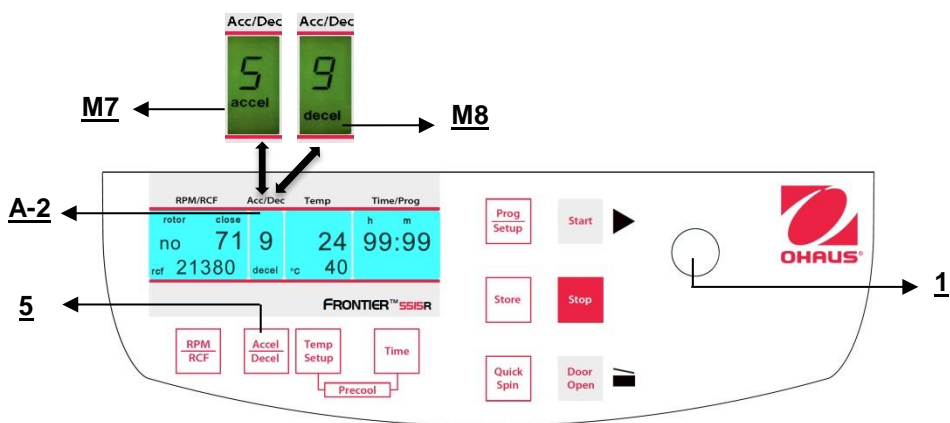 Acc/Dec Acc/Dec
5 9
accel decel
M7
M8
RPM/RCF Acc/Dec Temp Time/Prog
rotor close h m
no 71 9 24 99:99
rcf 21380 decel °C 40
A-2
FRONTIER™ 5515R
5
RPM
RCF
Accel
Decel
Temp
Setup
Time
Precool
Prog
Setup
Start
Store
Stop
Quick
Spin
Door
Open
OHAUS®
1